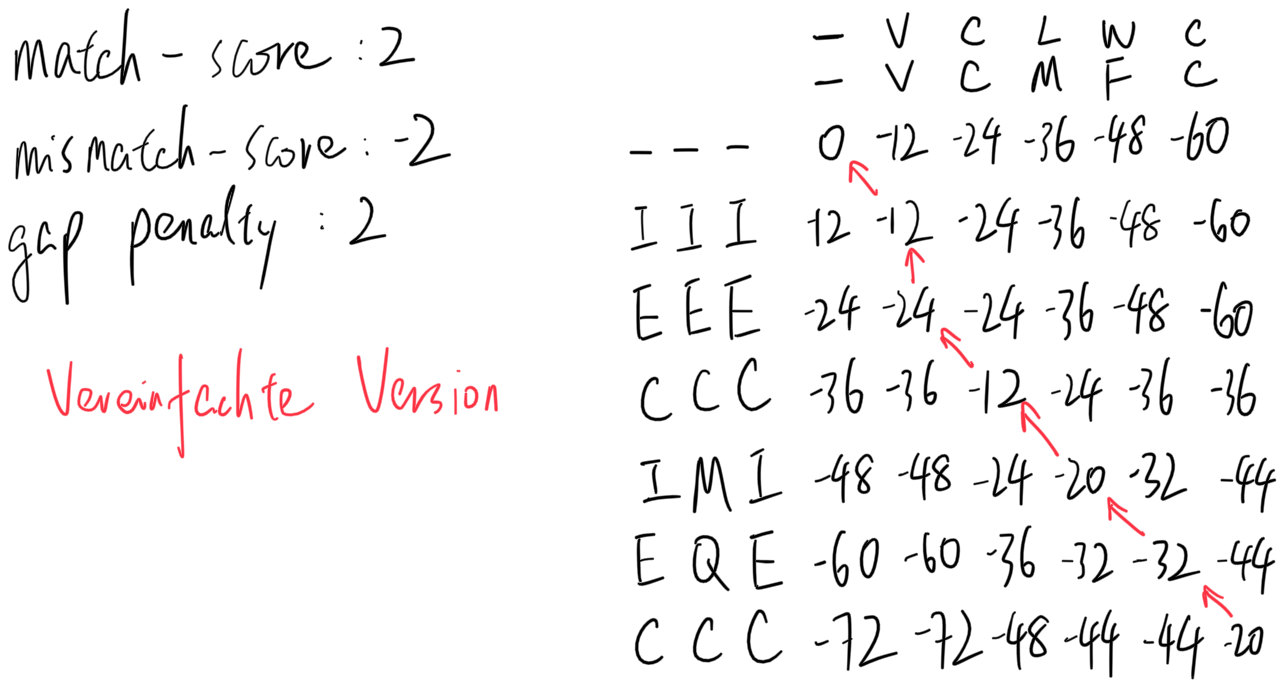 match-score : 2
mismatch-score : -2
gap penalty : 2
Vereinfachte Version
- V C L W C
- V C M F C
- - - 0 -12 -24 -36 -48 -60
I I I -12 -12 -24 -36 -48 -60
E E E -24 -24 -24 -36 -48 -60
C C C -36 -36 -12 -24 -36 -36
I M I -48 -48 -24 -20 -32 -44
E Q E -60 -60 -36 -32 -32 -44
C C C -72 -72 -48 -44 -44 -20